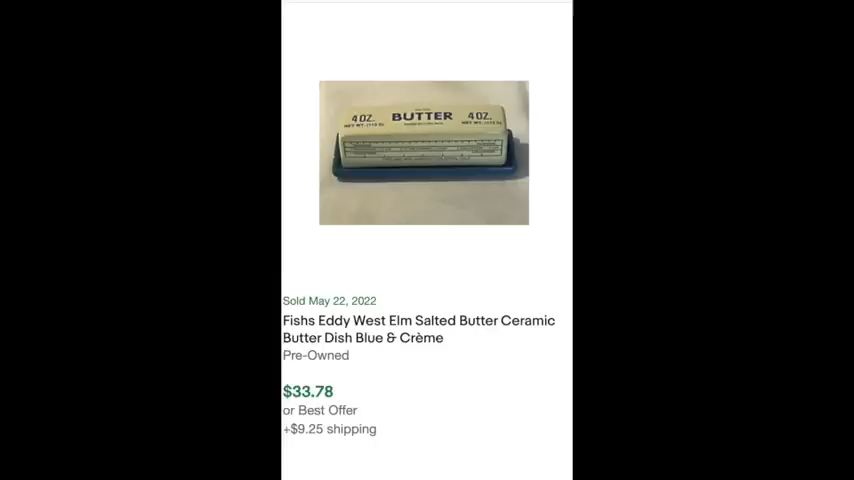 4 OZ. BUTTER 4 OZ.
Sold May 22, 2022
Fishs Eddy West Elm Salted Butter Ceramic
Butter Dish Blue & Crème
Pre-Owned
$33.78
or Best Offer
+$9.25 shipping